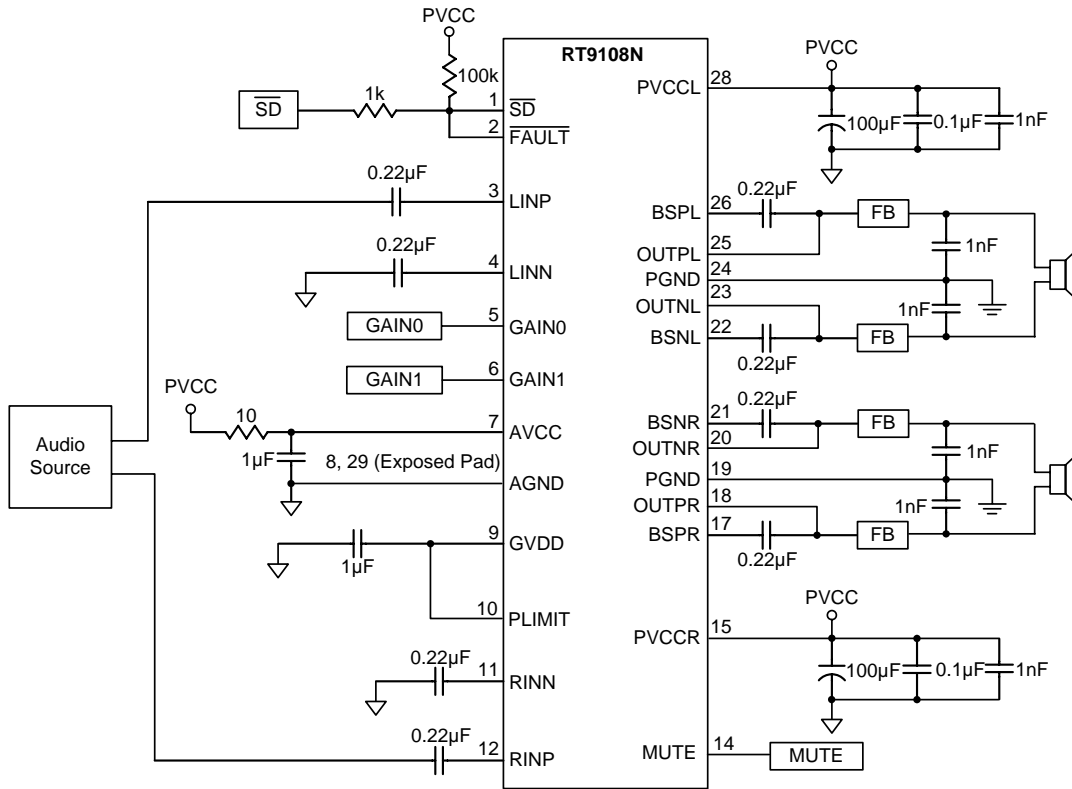 PVCC
RT9108N
100k
1k
SD
1
SD
2
FAULT
0.22µF
3
LINP
0.22µF
4
LINN
GAIN0
5
GAIN0
GAIN1
6
GAIN1
PVCC
10
7
AVCC
1µF
8, 29 (Exposed Pad)
AGND
Audio
Source
9
GVDD
1µF
10
PLIMIT
0.22µF
11
RINN
0.22µF
12
RINP
PVCC
PVCCL
28
100µF
0.1µF
1nF
0.22µF
BSPL
26
FB
OUTPL
25
1nF
PGND
24
OUTNL
23
1nF
BSNL
22
FB
0.22µF
0.22µF
BSNR
21
FB
OUTNR
20
1nF
PGND
19
OUTPR
18
1nF
BSPR
17
FB
0.22µF
PVCC
PVCCR
15
100µF
0.1µF
1nF
MUTE
14
MUTE